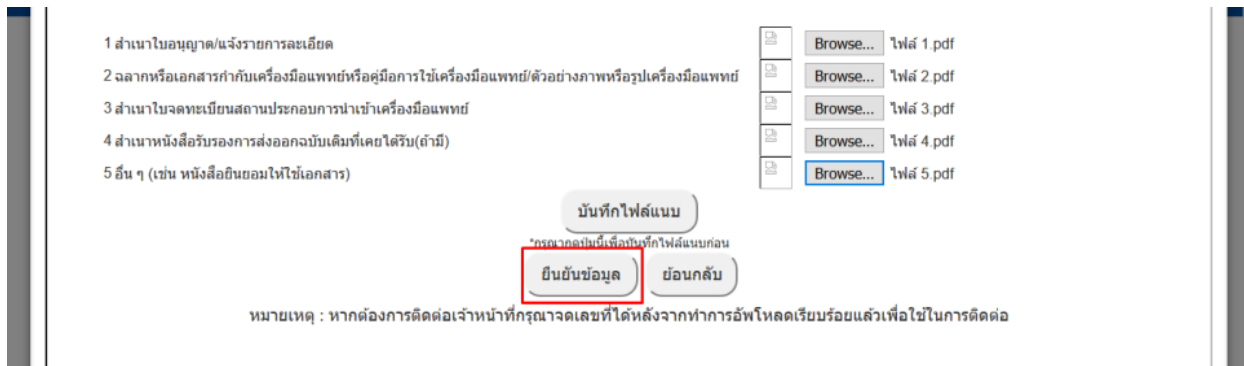 1 สำเนาใบอนุญาต/แจ้งรายการละเอียด Browse... ไฟล์ 1.pdf
2 ฉลากหรือเอกสารกำกับเครื่องมือแพทย์หรือคู่มือการใช้เครื่องมือแพทย์/ตัวอย่างภาพหรือรูปเครื่องมือแพทย์ Browse... ไฟล์ 2.pdf
3 สำเนาใบจดทะเบียนสถานประกอบการนำเข้าเครื่องมือแพทย์ Browse... ไฟล์ 3.pdf
4 สำเนาหนังสือรับรองการส่งออกฉบับเดิมที่เคยได้รับ(ถ้ามี) Browse... ไฟล์ 4.pdf
5 อื่น ๆ (เช่น หนังสือยินยอมให้ใช้เอกสาร) Browse... ไฟล์ 5.pdf
บันทึกไฟล์แนบ
*กรุณากดปุ่มนี้เพื่อบันทึกไฟล์แนบก่อน
ยืนยันข้อมูล ย้อนกลับ
หมายเหตุ : หากต้องการติดต่อเจ้าหน้าที่กรุณาจดเลขที่ได้หลังจากทำการอัพโหลดเรียบร้อยแล้วเพื่อใช้ในการติดต่อ